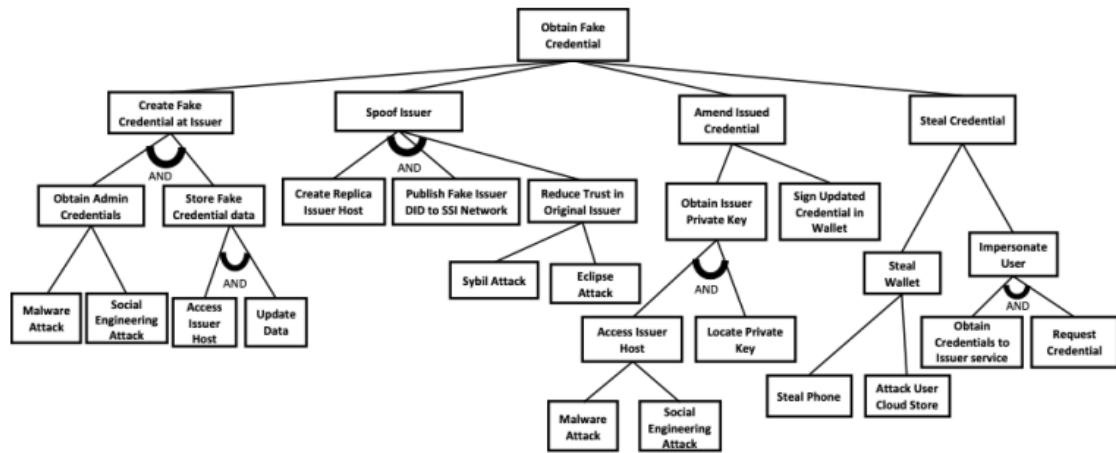 Obtain Fake
Credential
Create Fake
Credential at Issuer
Spoof Issuer
Amend Issued
Credential
Steal Credential
AND
AND
Obtain Admin
Credentials
Store Fake
Credential data
Create Replica
Issuer Host
Publish Fake Issuer
DID to SSI Network
Reduce Trust in
Original Issuer
Obtain Issuer
Private Key
Sign Updated
Credential in
Wallet
Steal
Wallet
Impersonate
User
AND
Sybil Attack
Eclipse
Attack
AND
AND
Malware
Attack
Social
Engineering
Attack
Access
Issuer
Host
Update
Data
Access Issuer
Host
Locate Private
Key
Obtain
Credentials to
Issuer service
Request
Credential
Steal Phone
Attack User
Cloud Store
Malware
Attack
Social
Engineering
Attack